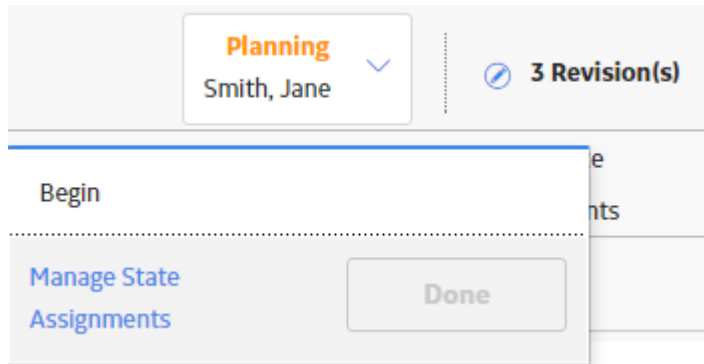 Planning
Smith, Jane
3 Revision(s)
Begin
Manage State
Assignments
Done